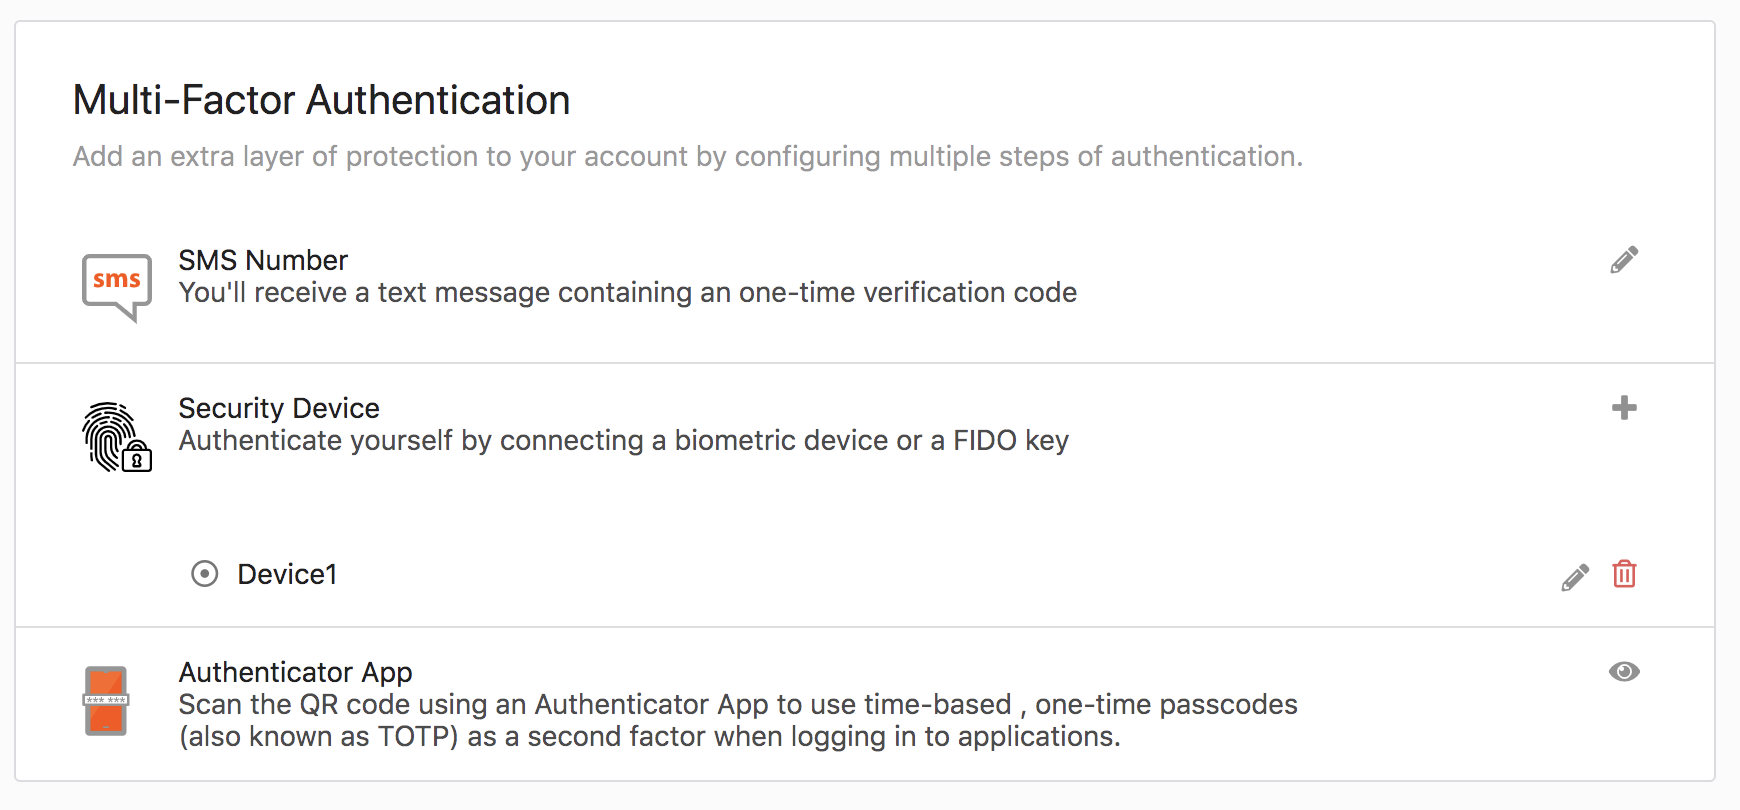 Multi-Factor Authentication
Add an extra layer of protection to your account by configuring multiple steps of authentication.
sms
SMS Number
You'll receive a text message containing an one-time verification code
Security Device
Authenticate yourself by connecting a biometric device or a FIDO key
Device1
*** ***
Authenticator App
Scan the QR code using an Authenticator App to use time-based , one-time passcodes
(also known as TOTP) as a second factor when logging in to applications.